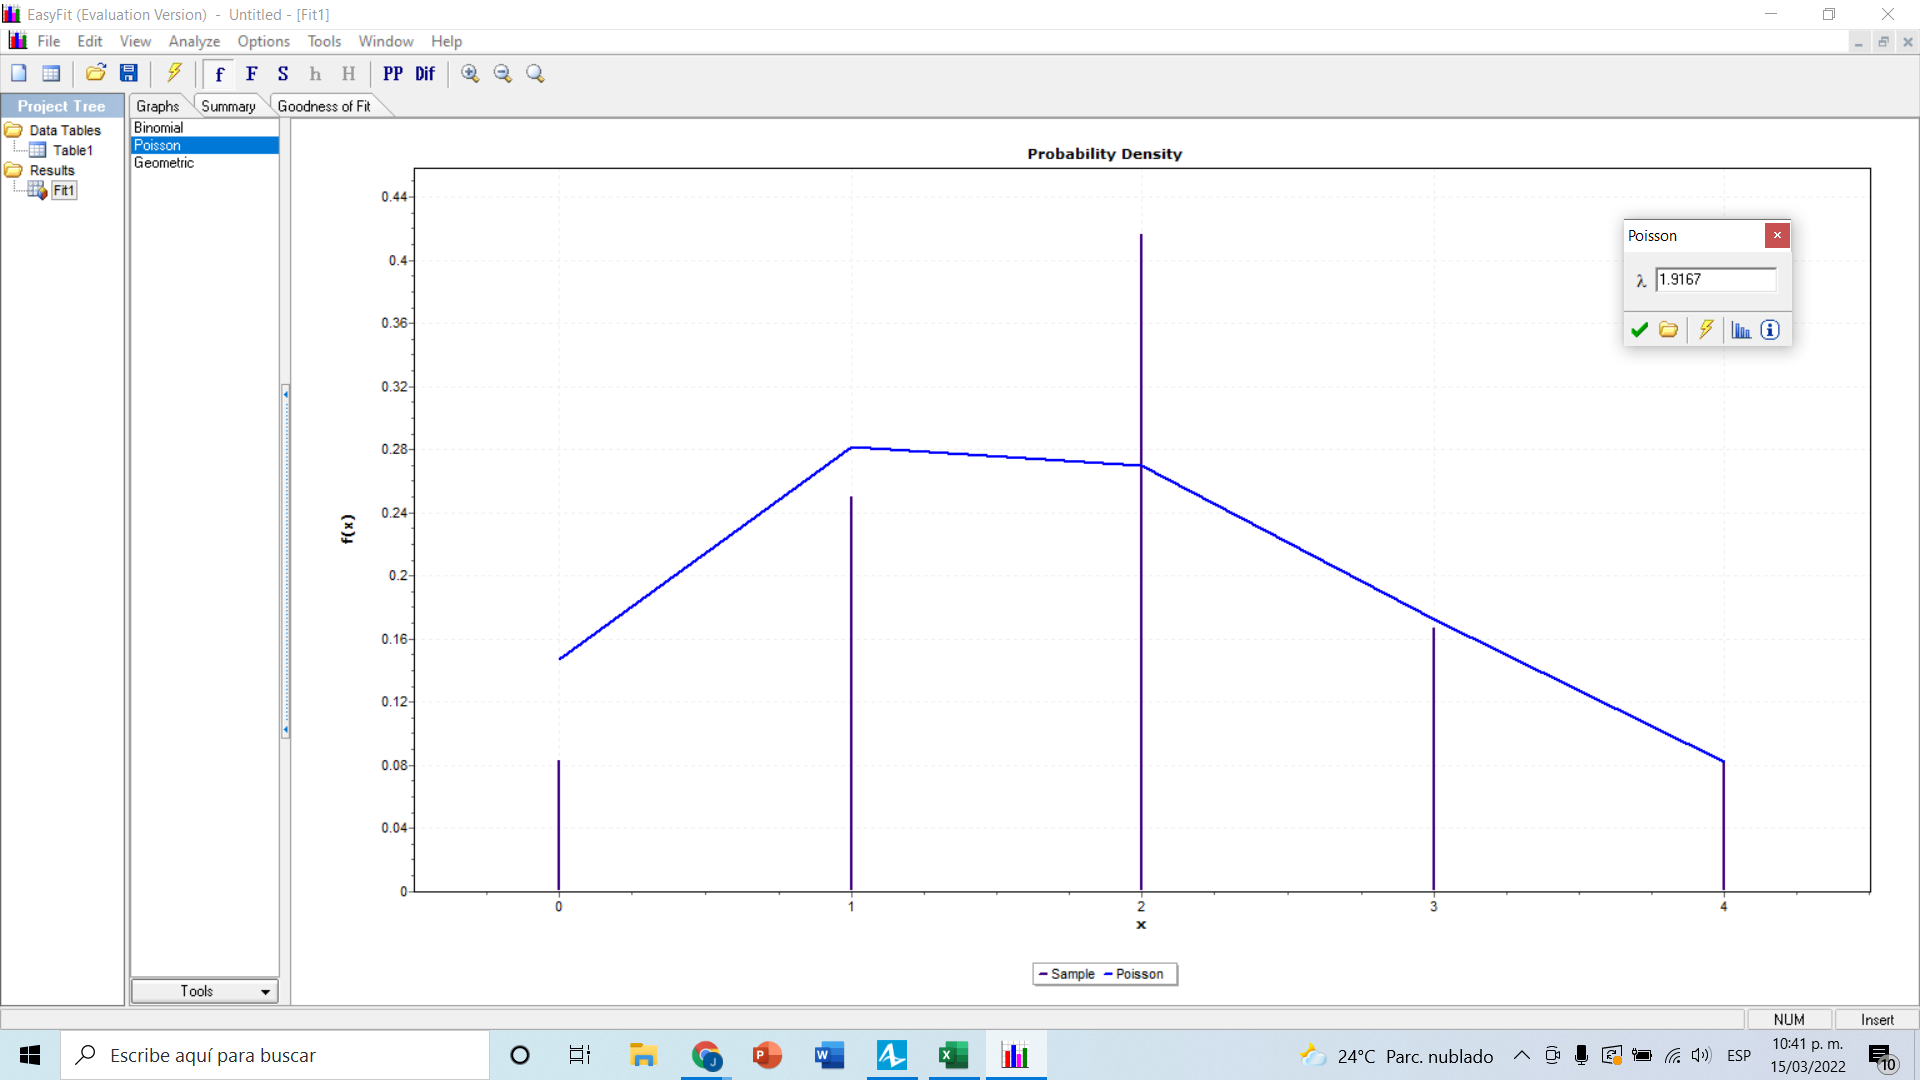 EasyFit (Evaluation Version) - Untitled - [Fit1]
File Edit View Analyze Options Tools Window Help
f F S h H PP Dif
Project Tree
Data Tables
Table1
Results
Fit1
Graphs Summary Goodness of Fit
Binomial
Poisson
Geometric
Tools
Probability Density
0.44
0.4
0.36
0.32
0.28
0.24
0.2
0.16
0.12
0.08
0.04
0
f(x)
0 1 2 3 4
x
Sample Poisson
Poisson
λ 1.9167
NUM Insert
Escribe aquí para buscar
24°C Parc. nublado
ESP
10:41 p. m.
15/03/2022
10